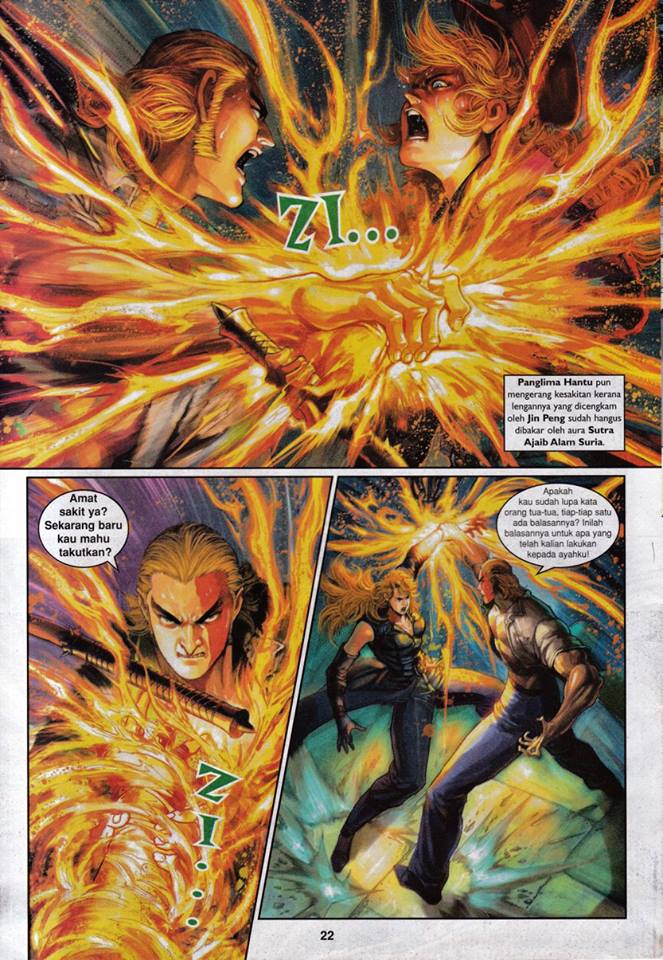 ZI...
Panglima Hantu pun
mengerang kesakitan kerana
lengannya yang dicengkam
oleh Jin Peng sudah hangus
dibakar oleh aura Sutra
Ajaib Alam Suria.
Amat
sakit ya?
Sekarang baru
kau mahu
takutkan?
ZI...
Apakah
kau sudah lupa kata
orang tua-tua, tiap-tiap satu
ada balasannya? Inilah
balasannya untuk apa yang
telah kalian lakukan
kepada ayahku!
22